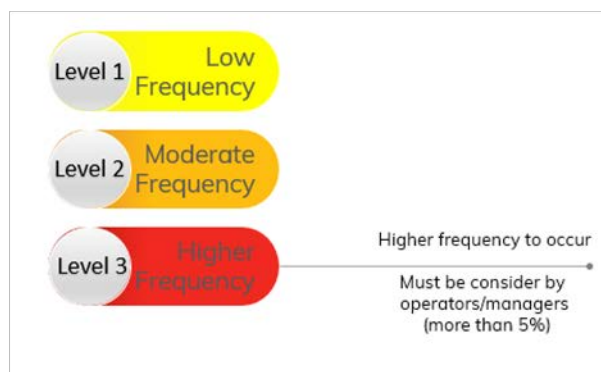 Level 1
Low
Frequency
Level 2
Moderate
Frequency
Level 3
Higher
Frequency
Higher frequency to occur
Must be consider by
operators/managers
(more than 5%)